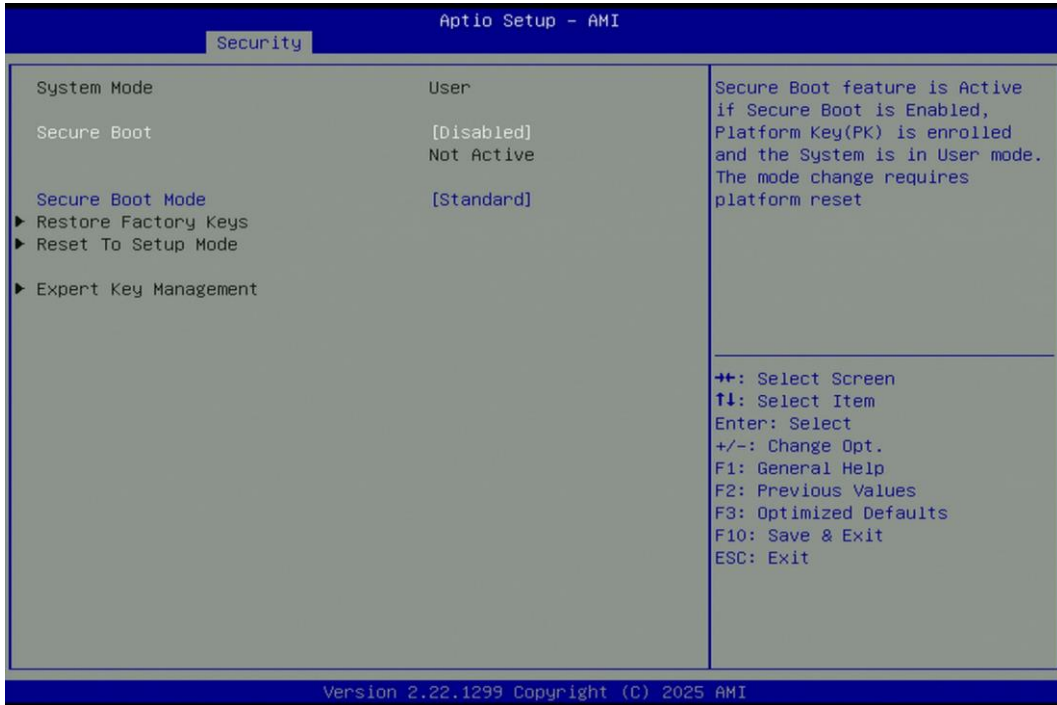 Aptio Setup - AMI
Security
System Mode User
Secure Boot [Disabled]
Not Active
Secure Boot Mode [Standard]
▶ Restore Factory Keys
▶ Reset To Setup Mode
▶ Expert Key Management
Secure Boot feature is Active
if Secure Boot is Enabled,
Platform Key(PK) is enrolled
and the System is in User mode.
The mode change requires
platform reset
→←: Select Screen
↑↓: Select Item
Enter: Select
+/-: Change Opt.
F1: General Help
F2: Previous Values
F3: Optimized Defaults
F10: Save & Exit
ESC: Exit
Version 2.22.1299 Copyright (C) 2025 AMI